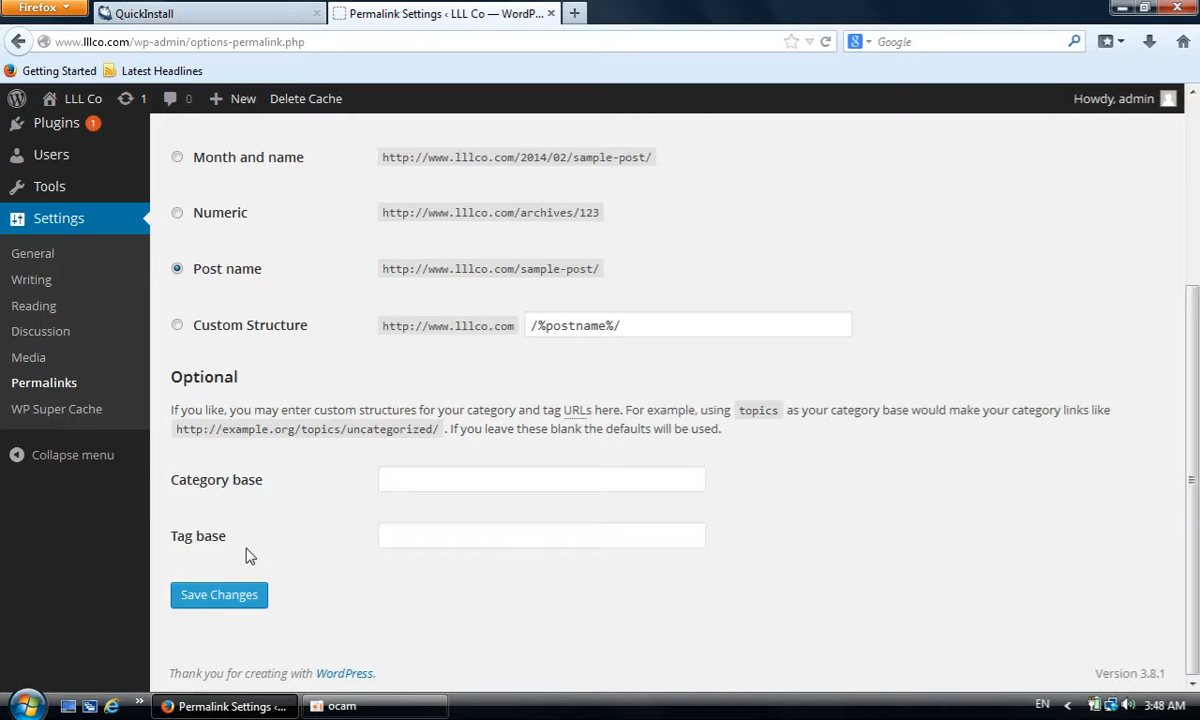 Firefox
QuickInstall
Permalink Settings ‹ LLL Co — WordP...
www.lllco.com/wp-admin/options-permalink.php
Google
Getting Started
Latest Headlines
LLL Co
1
0
New
Delete Cache
Howdy, admin
Plugins 1
Users
Tools
Settings
General
Writing
Reading
Discussion
Media
Permalinks
WP Super Cache
Collapse menu
Month and name http://www.lllco.com/2014/02/sample-post/
Numeric http://www.lllco.com/archives/123
Post name http://www.lllco.com/sample-post/
Custom Structure http://www.lllco.com /%postname%/
Optional
If you like, you may enter custom structures for your category and tag URLs here. For example, using topics as your category base would make your category links like
http://example.org/topics/uncategorized/ . If you leave these blank the defaults will be used.
Category base
Tag base
Save Changes
Thank you for creating with WordPress.
Version 3.8.1
Permalink Settings ‹...
ocam
EN
3:48 AM